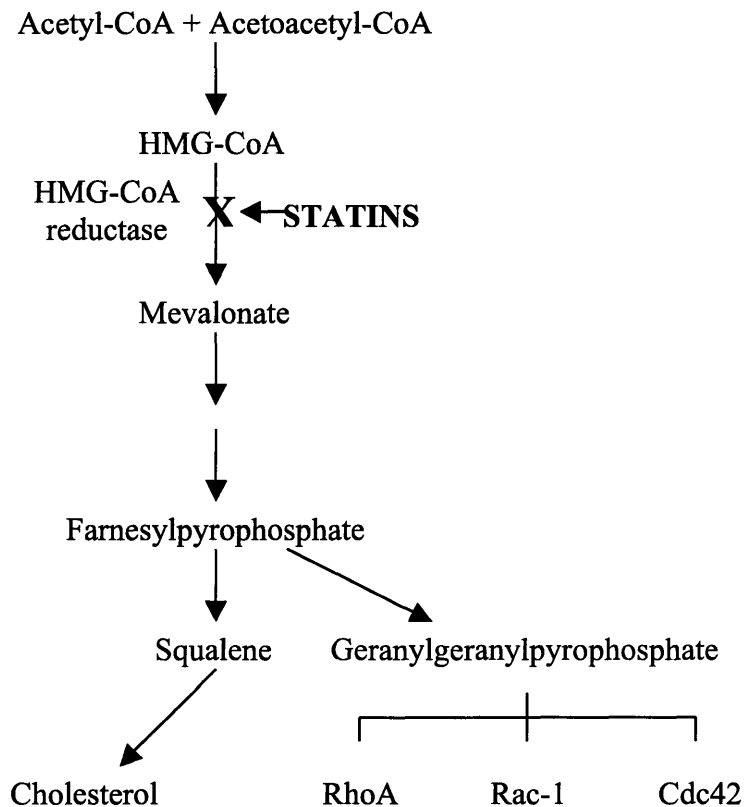 Acetyl-CoA + Acetoacetyl-CoA
HMG-CoA
HMG-CoA
reductase
X
STATINS
Mevalonate
Farnesylpyrophosphate
Squalene
Geranylgeranylpyrophosphate
Cholesterol
RhoA
Rac-1
Cdc42